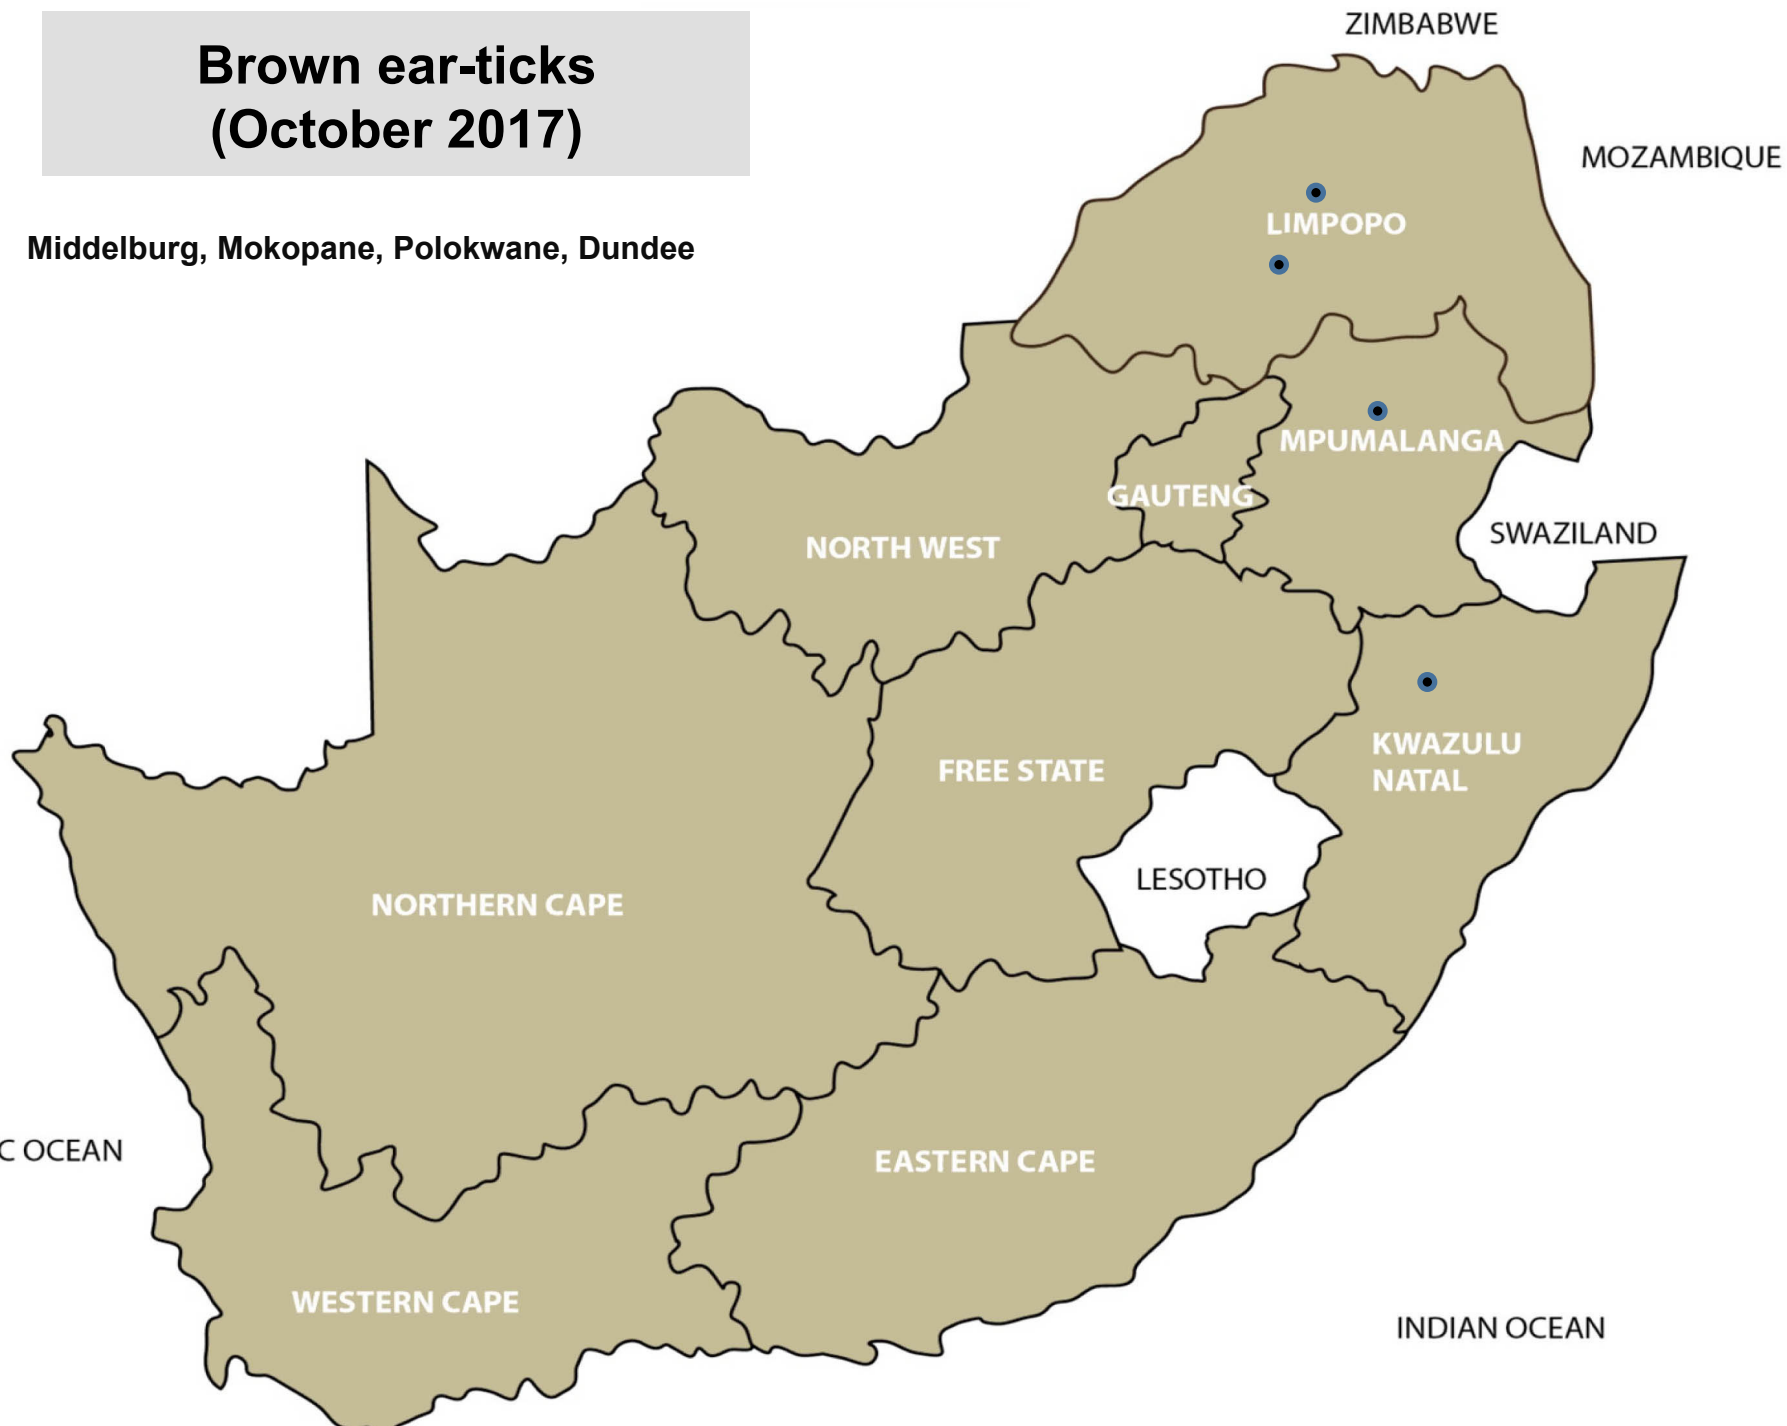 Brown ear-ticks
(October 2017)
Middelburg, Mokopane, Polokwane, Dundee
ZIMBABWE
MOZAMBIQUE
LIMPOPO
MPUMALANGA
GAUTENG
SWAZILAND
NORTH WEST
KWAZULU
NATAL
FREE STATE
LESOTHO
NORTHERN CAPE
C OCEAN
EASTERN CAPE
WESTERN CAPE
INDIAN OCEAN